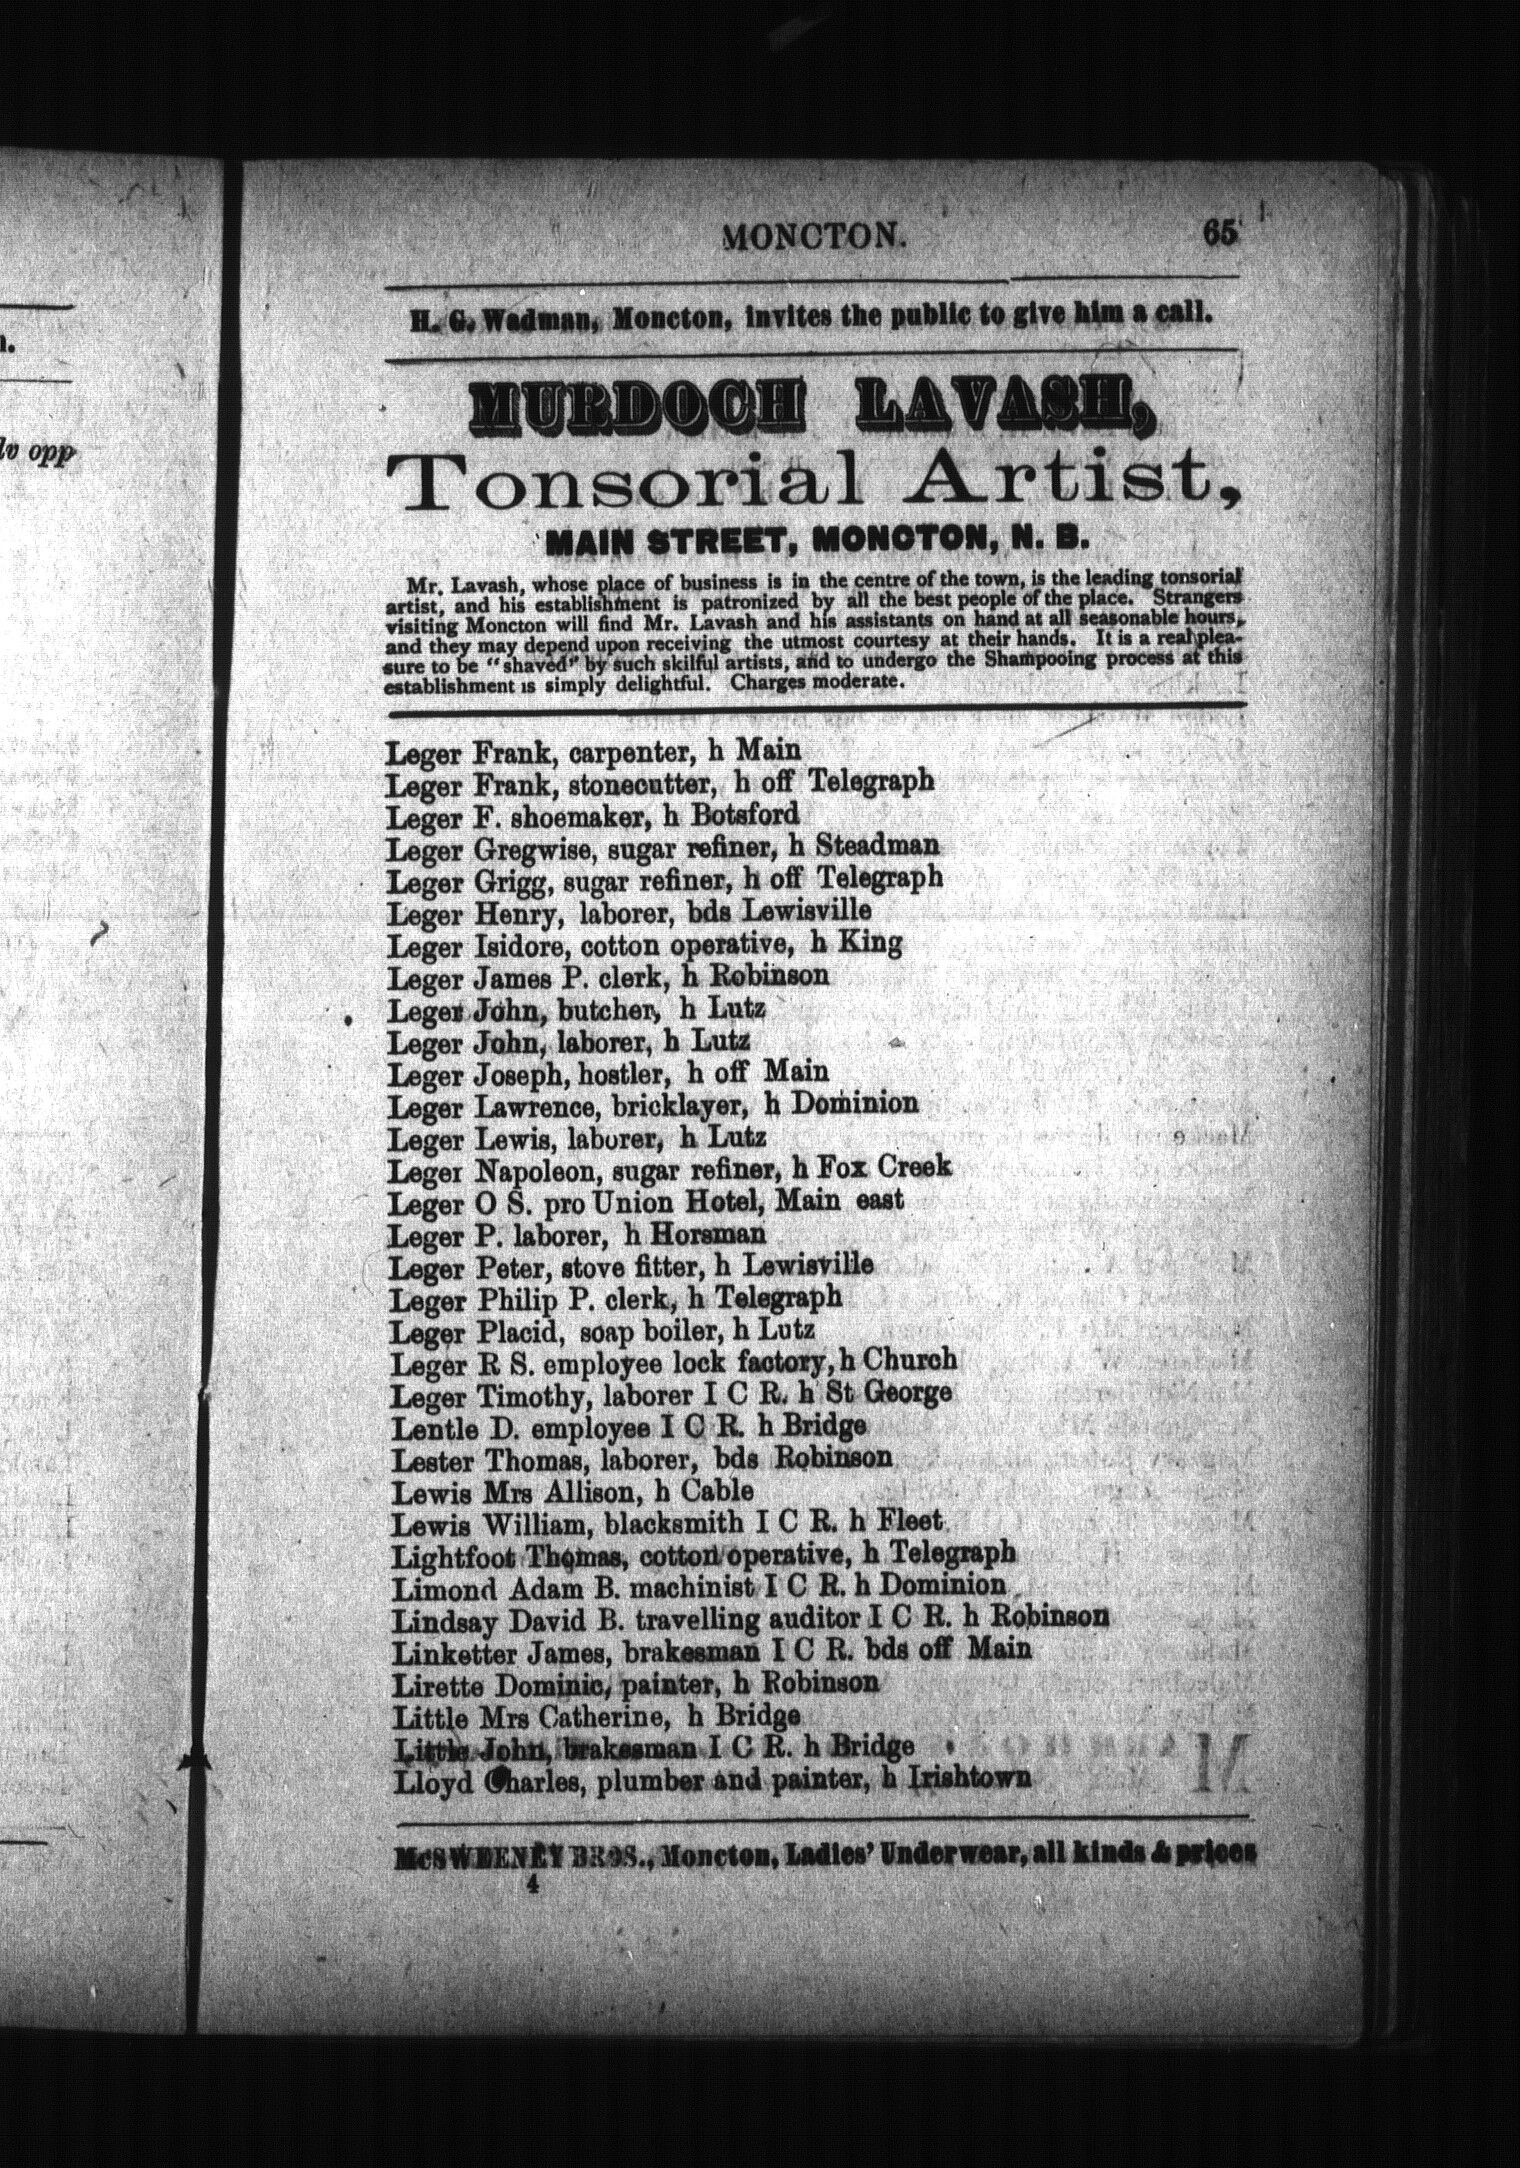 MONCTON. 65
H. G. Wadman, Moncton, invites the public to give him a call.
MURDOCH LAVASH,
Tonsorial Artist,
MAIN STREET, MONCTON, N. B.
Mr. Lavash, whose place of business is in the centre of the town, is the leading tonsorial
artist, and his establishment is patronized by all the best people of the place. Strangers
visiting Moncton will find Mr. Lavash and his assistants on hand at all seasonable hours,
and they may depend upon receiving the utmost courtesy at their hands. It is a real plea-
sure to be "shaved" by such skilful artists, and to undergo the Shampooing process at this
establishment is simply delightful. Charges moderate.
Leger Frank, carpenter, h Main
Leger Frank, stonecutter, h off Telegraph
Leger F. shoemaker, h Botsford
Leger Gregwise, sugar refiner, h Steadman
Leger Grigg, sugar refiner, h off Telegraph
Leger Henry, laborer, bds Lewisville
Leger Isidore, cotton operative, h King
Leger James P. clerk, h Robinson
Leger John, butcher, h Lutz
Leger John, laborer, h Lutz
Leger Joseph, hostler, h off Main
Leger Lawrence, bricklayer, h Dominion
Leger Lewis, laborer, h Lutz
Leger Napoleon, sugar refiner, h Fox Creek
Leger O S. pro Union Hotel, Main east
Leger P. laborer, h Horsman
Leger Peter, stove fitter, h Lewisville
Leger Philip P. clerk, h Telegraph
Leger Placid, soap boiler, h Lutz
Leger R S. employee lock factory, h Church
Leger Timothy, laborer I C R. h St George
Lentle D. employee I C R. h Bridge
Lester Thomas, laborer, bds Robinson
Lewis Mrs Allison, h Cable
Lewis William, blacksmith I C R. h Fleet
Lightfoot Thomas, cotton operative, h Telegraph
Limond Adam B. machinist I C R. h Dominion
Lindsay David B. travelling auditor I C R. h Robinson
Linketter James, brakesman I C R. bds off Main
Lirette Dominic, painter, h Robinson
Little Mrs Catherine, h Bridge
Little John, brakesman I C R. h Bridge
Lloyd Charles, plumber and painter, h Irishtown
McSWEENEY BROS., Moncton, Ladies' Underwear, all kinds & prices
4
opp